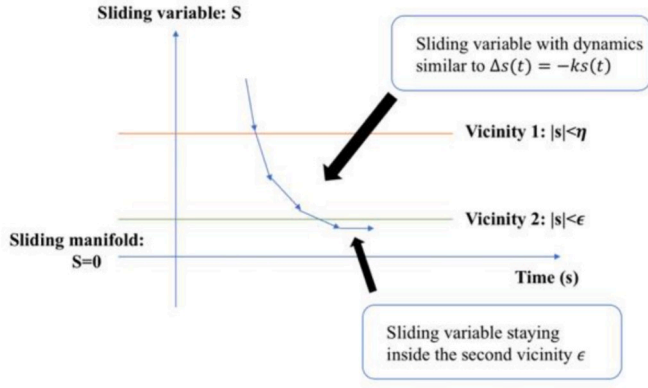 Sliding variable: S
Sliding variable with dynamics
similar to Δs(t) = −ks(t)
Vicinity 1: |s|<η
Vicinity 2: |s|<ϵ
Sliding manifold:
S=0
Time (s)
Sliding variable staying
inside the second vicinity ϵ